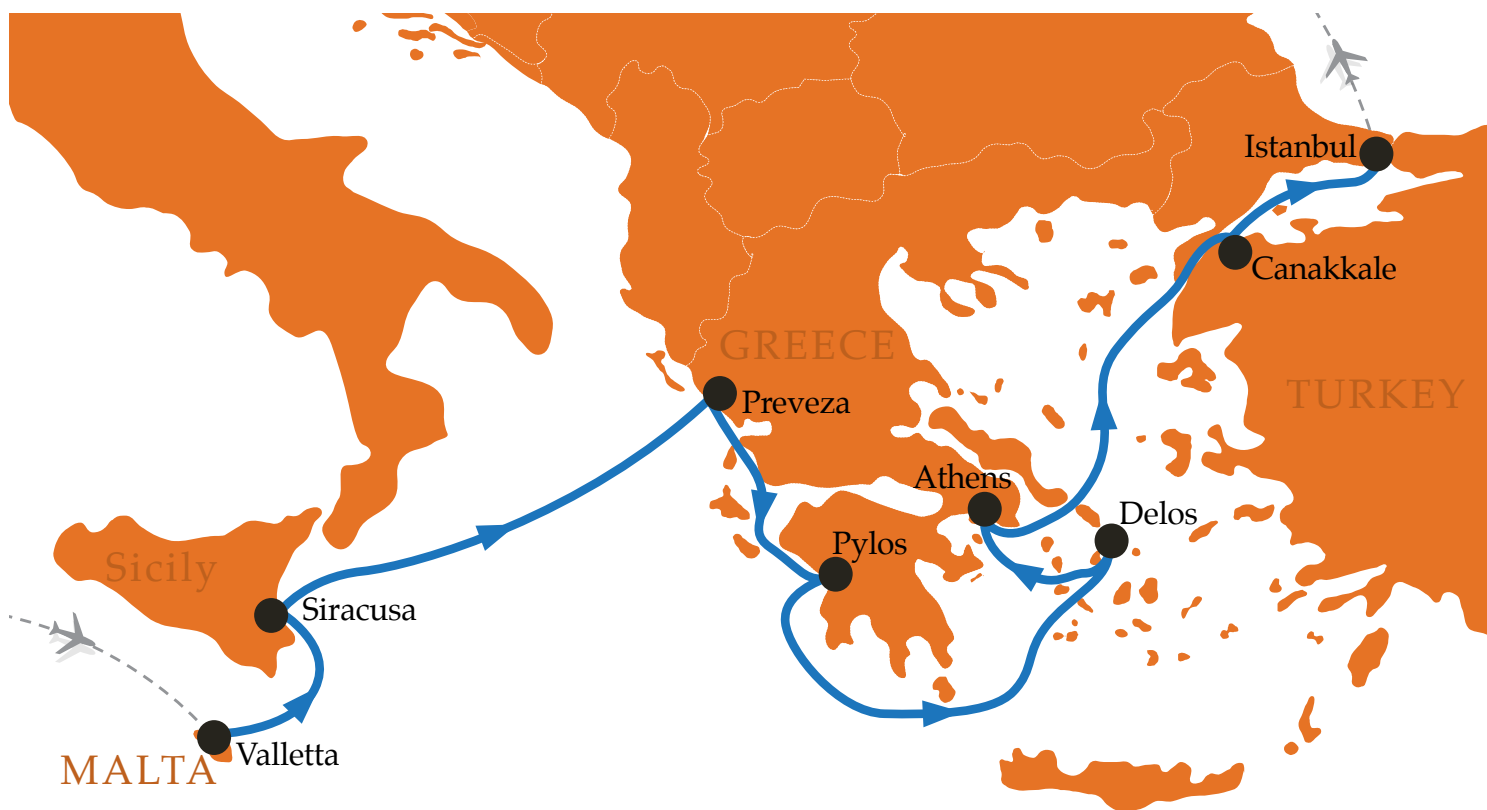 Istanbul
Canakkale
GREECE
TURKEY
Preveza
Athens
Delos
Pylos
Sicily
Siracusa
Valletta
MALTA